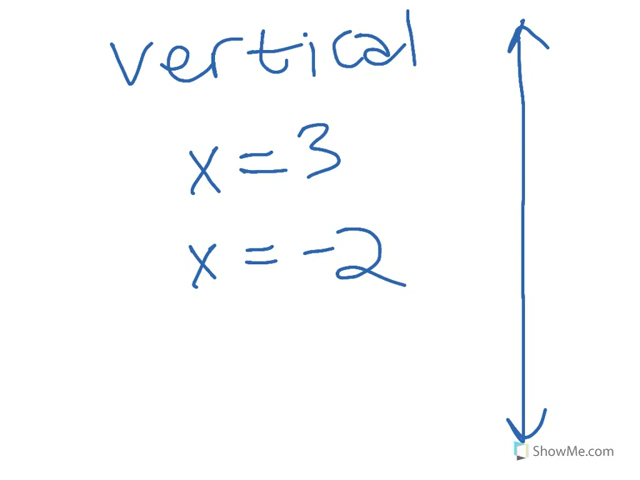 vertical
x = 3
x = -2
ShowMe.com